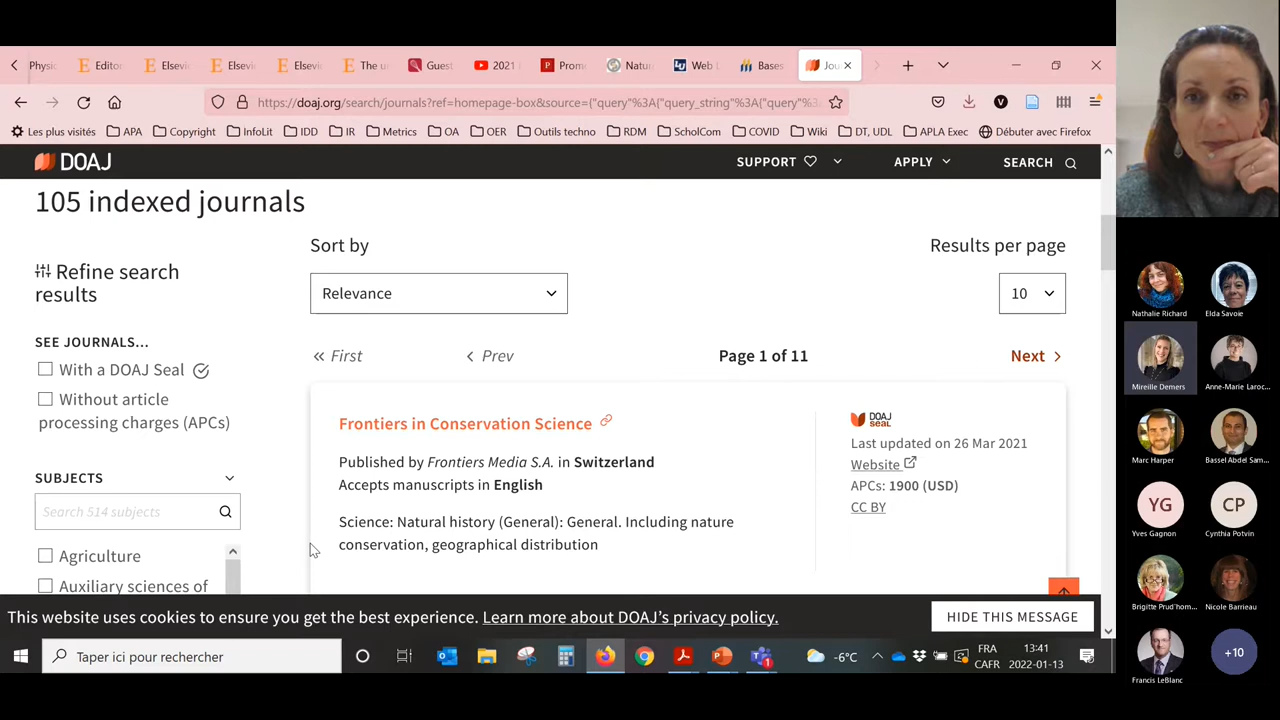 Physic
Editor
Elsevi
Elsevi
Elsevi
The u
Guest
2021 I
Prom
Natur
Web L
Bases
Jou
https://doaj.org/search/journals?ref=homepage-box&source={"query"%3A{"query_string"%3A{"query"%
Les plus visités
APA
Copyright
InfoLit
IDD
IR
Metrics
OA
OER
Outils techno
RDM
ScholCom
COVID
Wiki
DT, UDL
APLA Exec
Débuter avec Firefox
DOAJ
SUPPORT
APPLY
SEARCH
105 indexed journals
Sort by
Results per page
Refine search
results
Relevance
10
SEE JOURNALS...
First
Prev
Page 1 of 11
Next
With a DOAJ Seal
Without article
processing charges (APCs)
Frontiers in Conservation Science
DOAJ
SEAL
Last updated on 26 Mar 2021
Published by Frontiers Media S.A. in Switzerland
Website
Accepts manuscripts in English
APCs: 1900 (USD)
SUBJECTS
CC BY
Search 514 subjects
Science: Natural history (General): General. Including nature
conservation, geographical distribution
Agriculture
Auxiliary sciences of
This website uses cookies to ensure you get the best experience. Learn more about DOAJ's privacy policy.
HIDE THIS MESSAGE
Taper ici pour rechercher
-6°C
FRA
CAFR
13:41
2022-01-13
Nathalie Richard
Elda Savoie
Mireille Demers
Anne-Marie Laroc...
Marc Harper
Bassel Abdel Sam...
YG
CP
Yves Gagnon
Cynthia Potvin
Brigitte Prud'hom...
Nicole Barrieau
Francis LeBlanc
+10